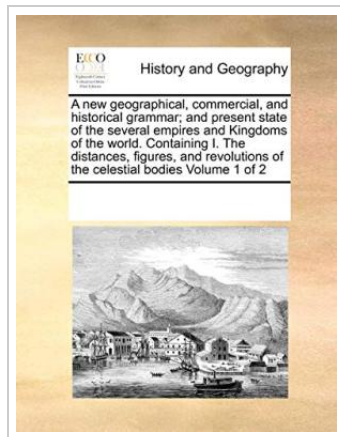 ECCO
History and Geography
A new geographical, commercial, and
historical grammar; and present state
of the several empires and Kingdoms
of the world. Containing I. The
distances, figures, and revolutions of
the celestial bodies Volume 1 of 2